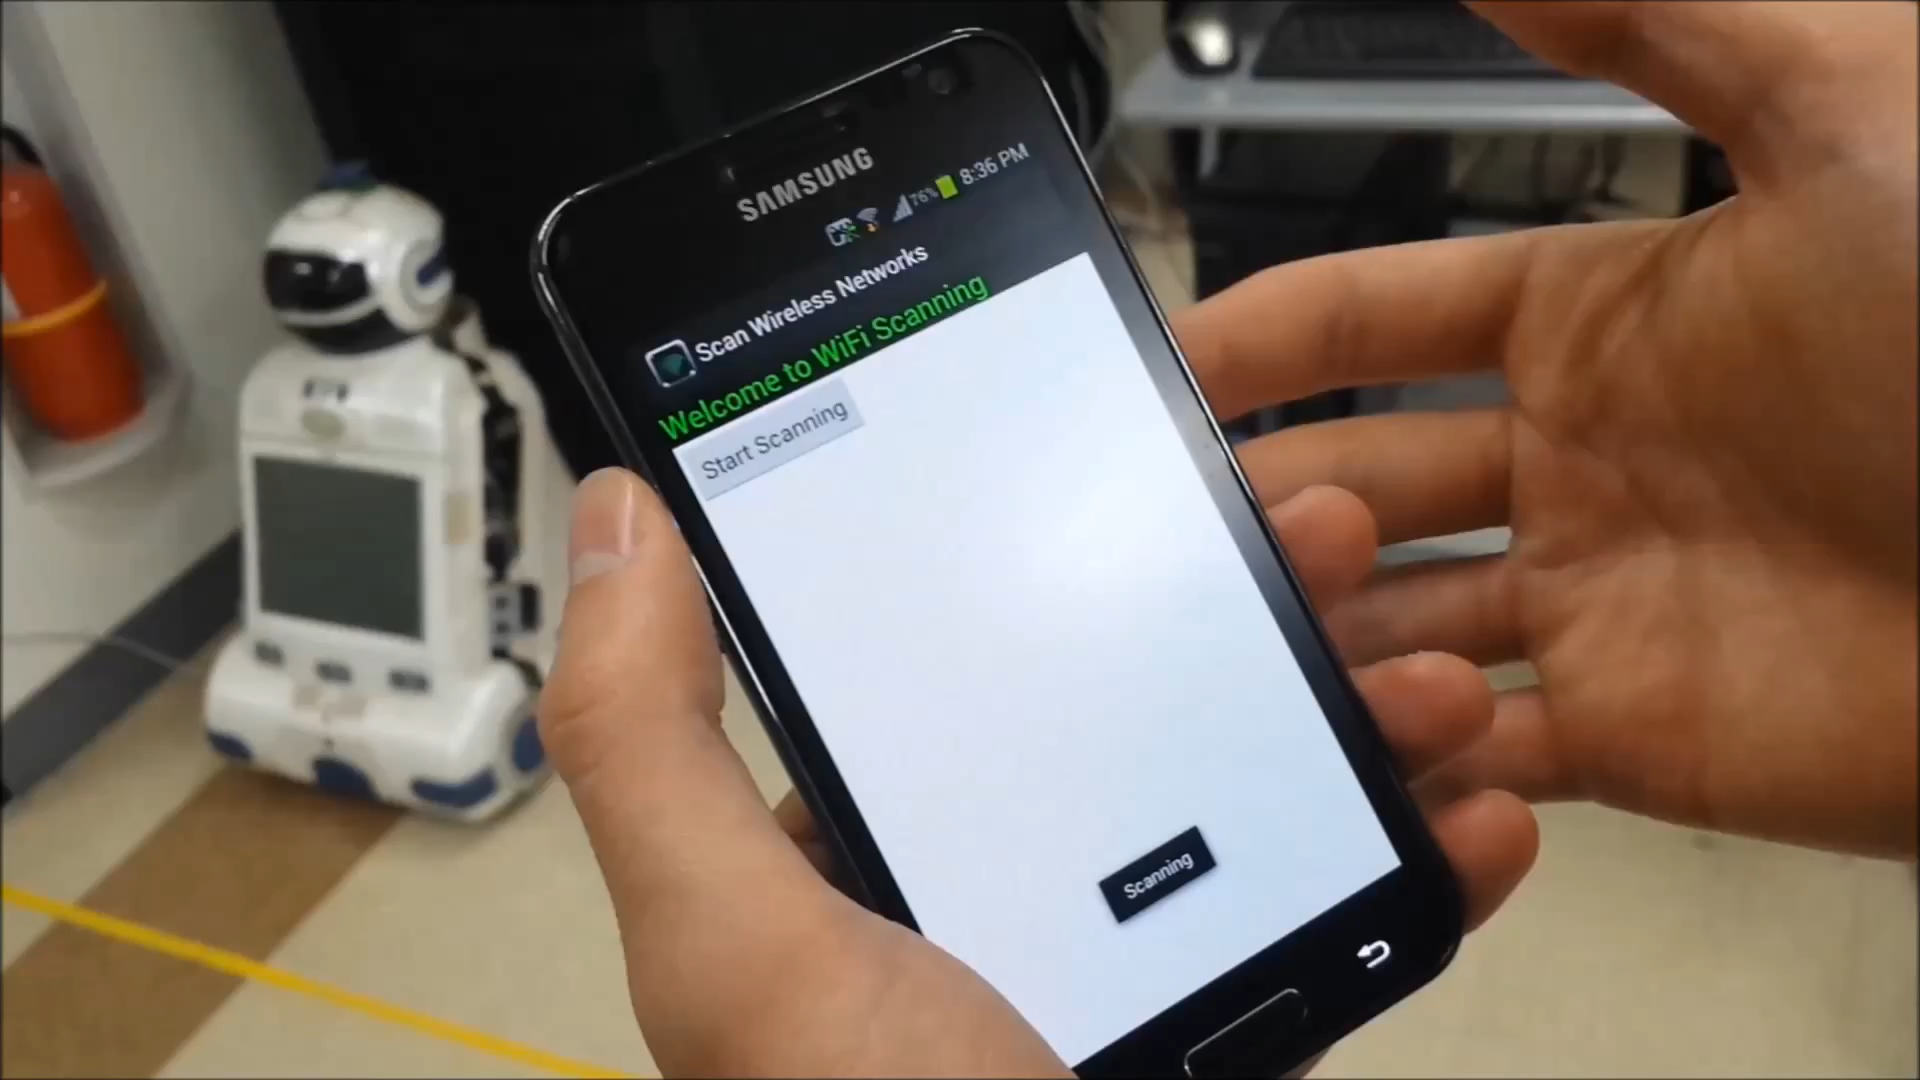 SAMSUNG
76% 8:36 PM
Scan Wireless Networks
Welcome to WiFi Scanning
Start Scanning
Scanning